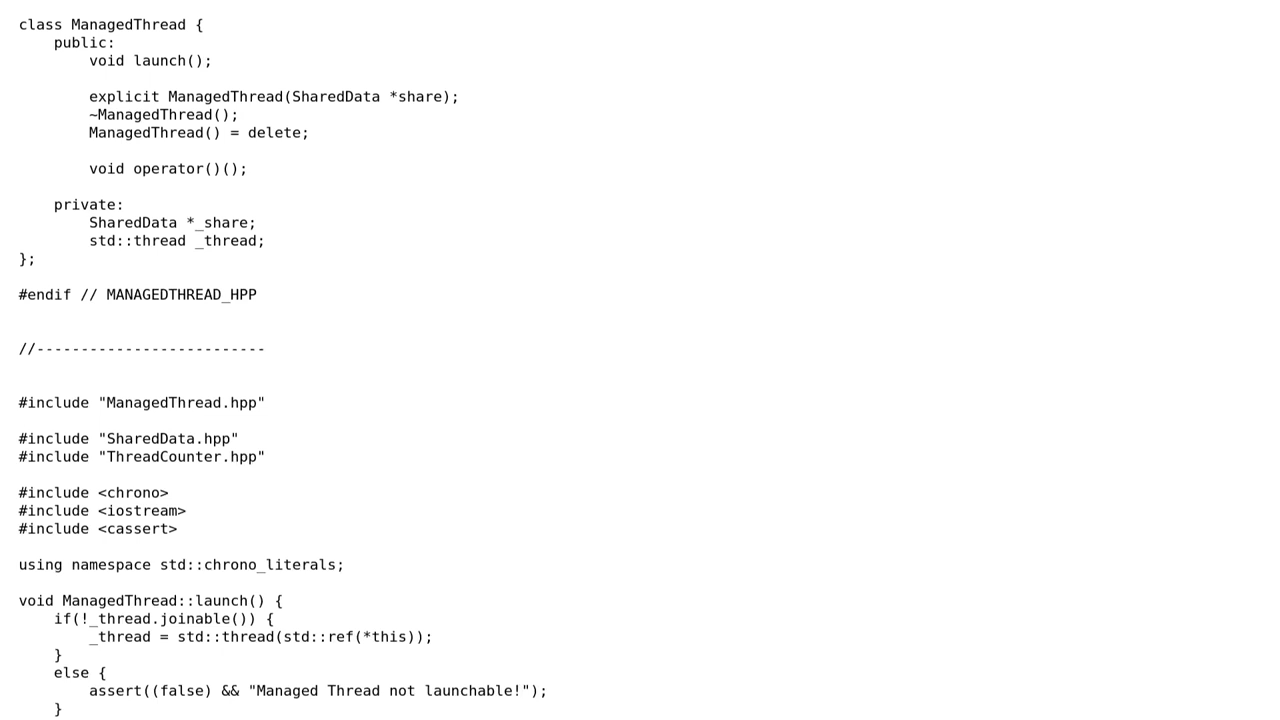 class ManagedThread {
    public:
        void launch();

        explicit ManagedThread(SharedData *share);
        ~ManagedThread();
        ManagedThread() = delete;

        void operator()();

    private:
        SharedData *_share;
        std::thread _thread;
};

#endif // MANAGEDTHREAD_HPP


//--------------------------


#include "ManagedThread.hpp"

#include "SharedData.hpp"
#include "ThreadCounter.hpp"

#include <chrono>
#include <iostream>
#include <cassert>

using namespace std::chrono_literals;

void ManagedThread::launch() {
    if(!_thread.joinable()) {
        _thread = std::thread(std::ref(*this));
    }
    else {
        assert((false) && "Managed Thread not launchable!");
    }